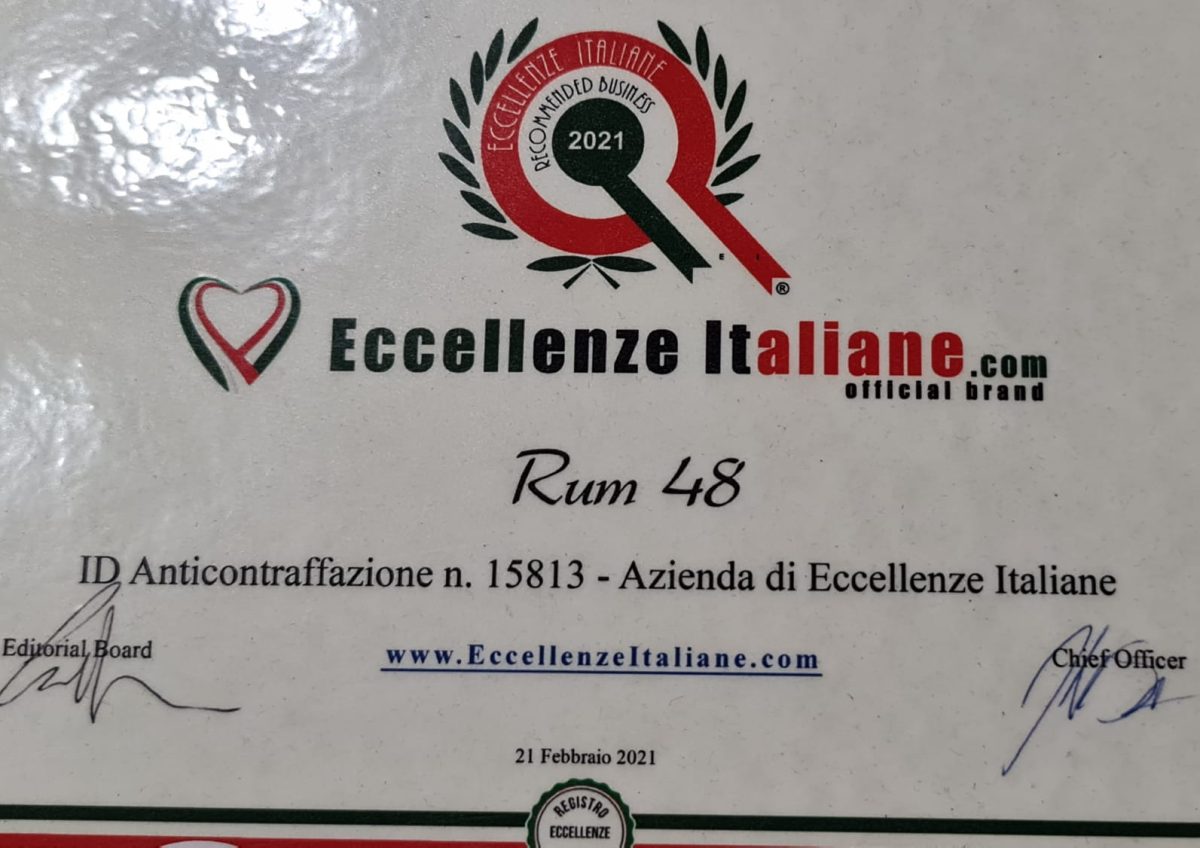 ECCELLENZE ITALIANE
RECOMMENDED BUSINESS
2021
®
Eccellenze Italiane.com
official brand
Rum 48
ID Anticontraffazione n. 15813 - Azienda di Eccellenze Italiane
Editorial Board
www.EccellenzeItaliane.com
Chief Officer
21 Febbraio 2021
REGISTRO
ECCELLENZE